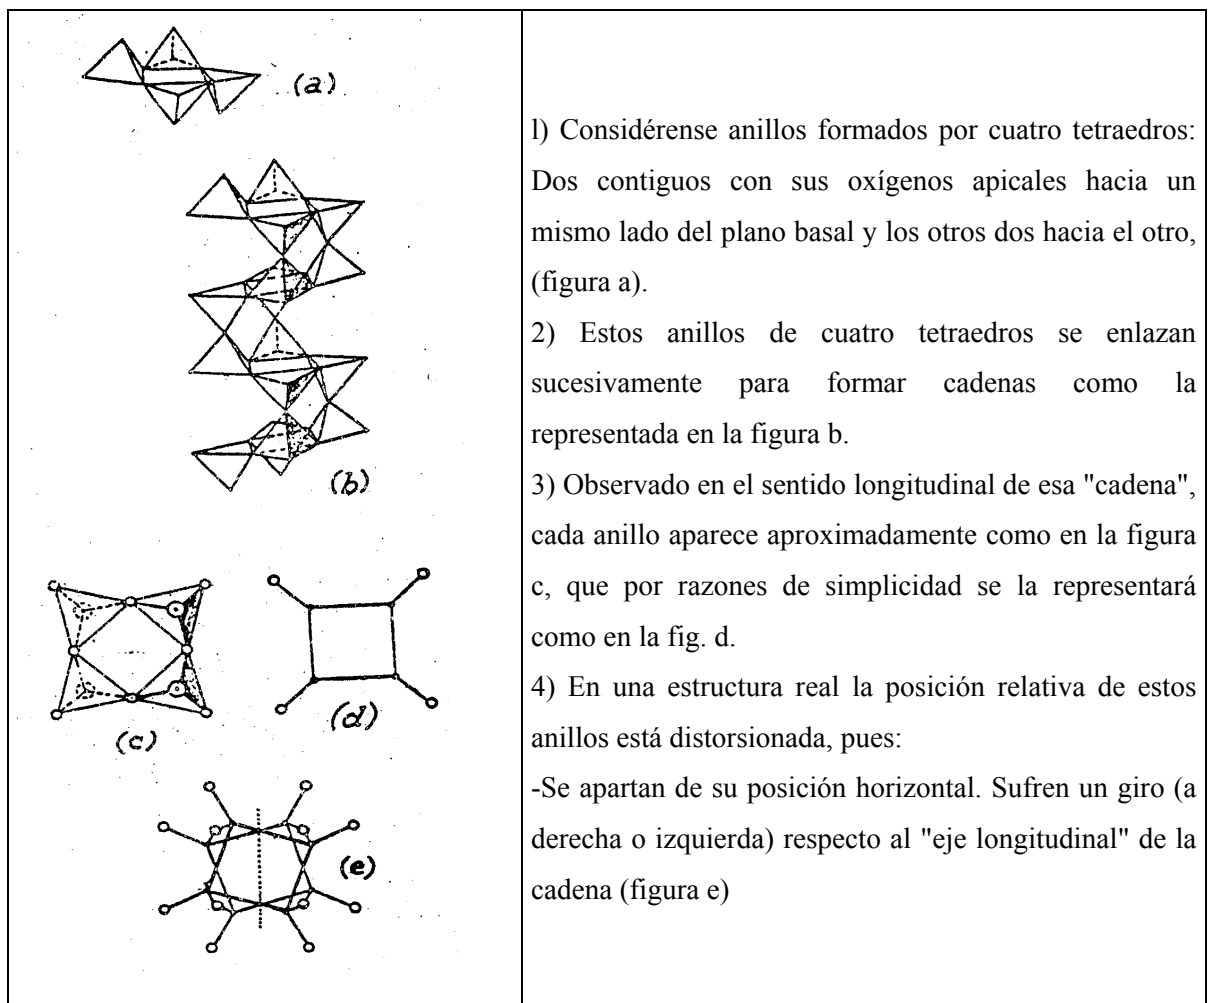 (a)
(b)
(c)
(d)
(e)
l) Considérense anillos formados por cuatro tetraedros:
Dos contiguos con sus oxígenos apicales hacia un
mismo lado del plano basal y los otros dos hacia el otro,
(figura a).
2) Estos anillos de cuatro tetraedros se enlazan
sucesivamente para formar cadenas como la
representada en la figura b.
3) Observado en el sentido longitudinal de esa "cadena",
cada anillo aparece aproximadamente como en la figura
c, que por razones de simplicidad se la representará
como en la fig. d.
4) En una estructura real la posición relativa de estos
anillos está distorsionada, pues:
-Se apartan de su posición horizontal. Sufren un giro (a
derecha o izquierda) respecto al "eje longitudinal" de la
cadena (figura e)